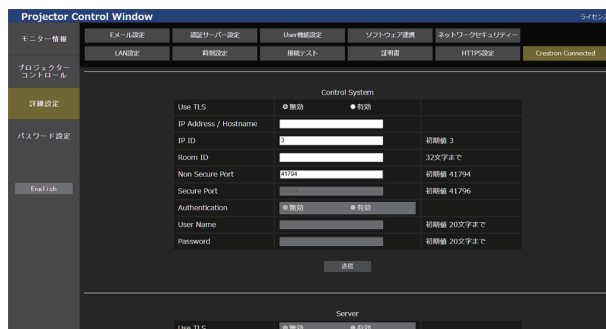 Projector Control Window
ライセンス
モニター情報
Eメール設定
認証サーバー設定
User機能設定
ソフトウェア連携
ネットワークセキュリティー
LAN設定
時刻設定
接続テスト
証明書
HTTPS設定
Crestron Connected
プロジェクター
コントロール
詳細設定
パスワード設定
English
Control System
Use TLS 無効 有効
IP Address / Hostname
IP ID 3 初期値 3
Room ID 32文字まで
Non Secure Port 41794 初期値 41794
Secure Port 初期値 41796
Authentication 無効 有効
User Name 初期値 20文字まで
Password 初期値 20文字まで
送信
Server
Use TLS 無効 有効